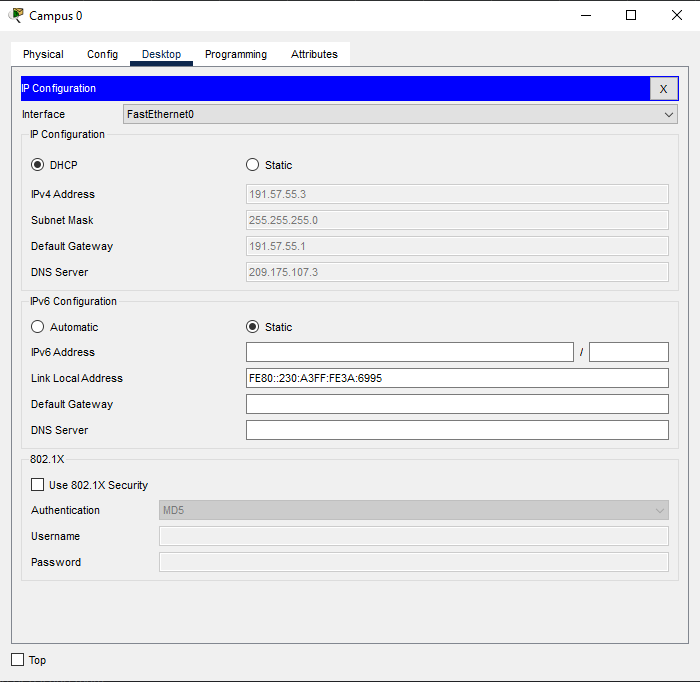 Campus 0
Physical Config Desktop Programming Attributes
IP Configuration X
Interface FastEthernet0
IP Configuration
DHCP Static
IPv4 Address 191.57.55.3
Subnet Mask 255.255.255.0
Default Gateway 191.57.55.1
DNS Server 209.175.107.3
IPv6 Configuration
Automatic Static
IPv6 Address /
Link Local Address FE80::230:A3FF:FE3A:6995
Default Gateway
DNS Server
802.1X
Use 802.1X Security
Authentication MD5
Username
Password
Top